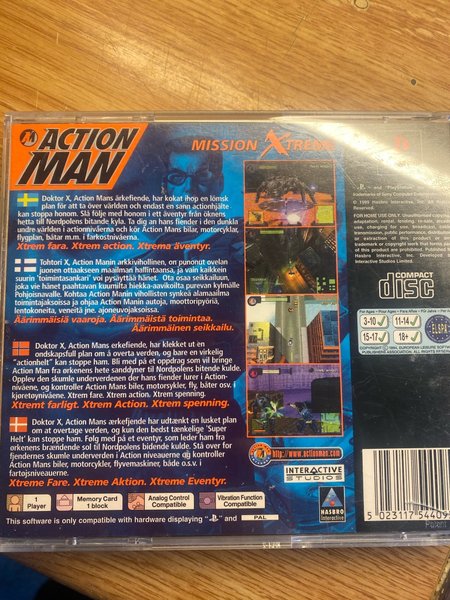 ACTION
MAN
MISSION XTREME
Doktor X, Action Mans ärkefiende, har kokat ihop en lömsk
plan för att ta över världen och endast en sann actionhjälte
kan stoppa honom. Slå följe med honom i ett äventyr från öknens
hetta till Nordpolens bitande kyla. Ta dig an hans fiender i den dunkla
undre världen i actionnivåerna och kör Action Mans bilar, motorcyklar,
flygplan, båtar m.m. i farkostnivåerna.
Xtrem fara. Xtrem action. Xtrema äventyr.
Tohtori X, Action Manin arkkivihollinen, on punonut ovelan
juonen ottaakseen maailman hallintaansa, ja vain kaikkein
suurin 'toimintasankari' voi pysäyttää hänet. Ota osaa seikkailuun,
joka vie hänet paahtavan kuumilta hiekka-aavikoilta purevan kylmälle
Pohjoisnavalle. Kohtaa Action Manin vihollisten synkeä alamaailma
toimintatasoilla ja ohjaa Action Manin autoja, moottoripyöriä,
lentokoneita, veneitä jne. ajoneuvojaksoissa.
Äärimmäisiä vaaroja. Äärimmäistä toimintaa.
Äärimmäinen seikkailu.
Doktor X, Action Mans erkefiende, har klekket ut en
ondskapsfull plan om å overta verden, og bare en virkelig
"actionhelt" kan stoppe ham. Bli med på et oppdrag som vil bringe
Action Man fra ørkenens hete sanddyner til Nordpolens bitende kulde.
Opplev den skumle underverdenen der hans fiender lurer i Action-
nivåene, og kontroller Action Mans biler, motorsykler, fly, båter osv. i
kjøretøynivåene. Xtrem fare. Xtrem action. Xtrem spenning.
Xtremt farligt. Xtrem Action. Xtrem spenning.
Doktor X, Action Mans ærkefjende har udtænkt en lusket plan
om at overtage verden, og kun den bedst tænkelige 'Super
Helt' kan stoppe ham. Følg med på et eventyr, som leder ham fra
ørkenens brændende sol til Nordpolens bidende kulde. Stå over for
fjendernes skumle underverden i Action niveauerne og kontroller
Action Mans biler, motorcykler, flyvemaskiner, både o.s.v. i
fartøjsniveauerne.
Xtreme Fare. Xtreme Aktion. Xtreme Eventyr.
http://www.actionman.com
INTERACTIVE
STUDIOS
HASBRO
Interactive
COMPACT
disc
3-10
11-14
15-17
18+
ELSPA
1
Player
Memory Card
1 block
Analog Control
Compatible
Vibration Function
Compatible
This software is only compatible with hardware displaying " " and PAL
5 023117 54409